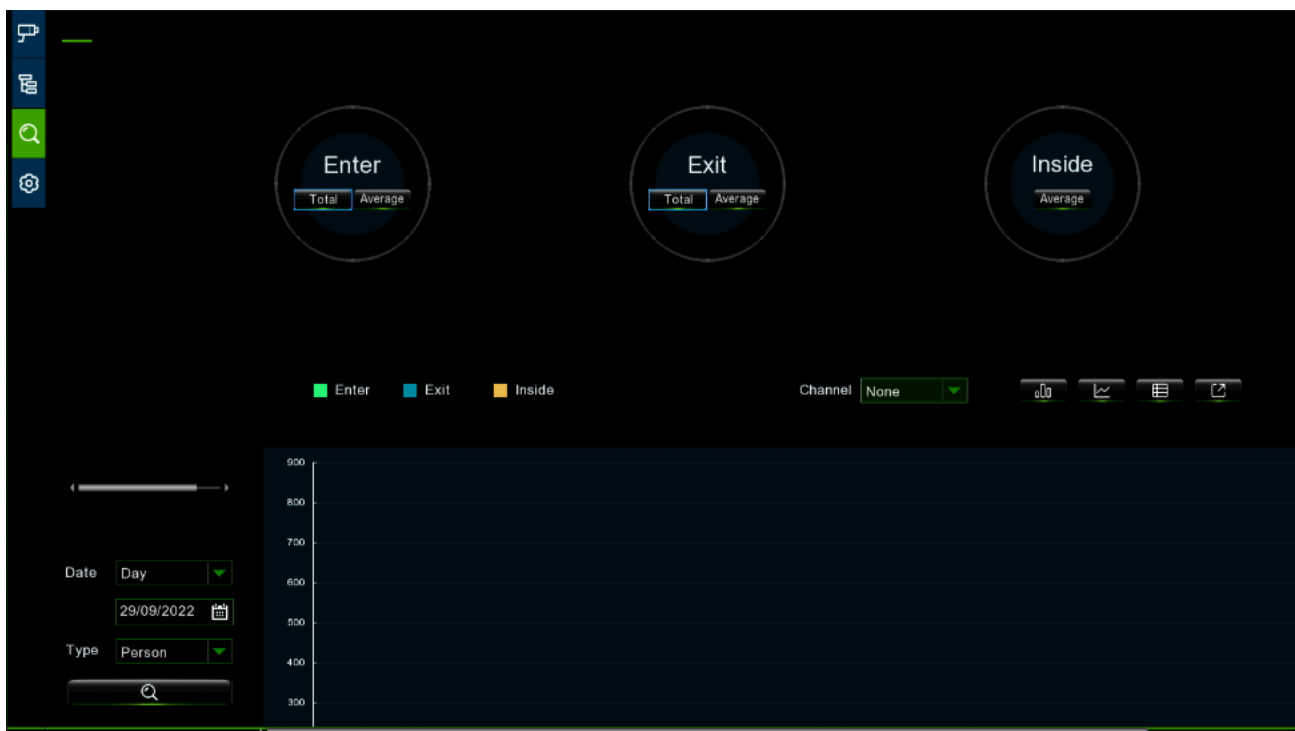 Enter
Total Average
Exit
Total Average
Inside
Average
Enter Exit Inside
Channel None
900
800
700
600
500
400
300
Date Day
29/09/2022
Type Person